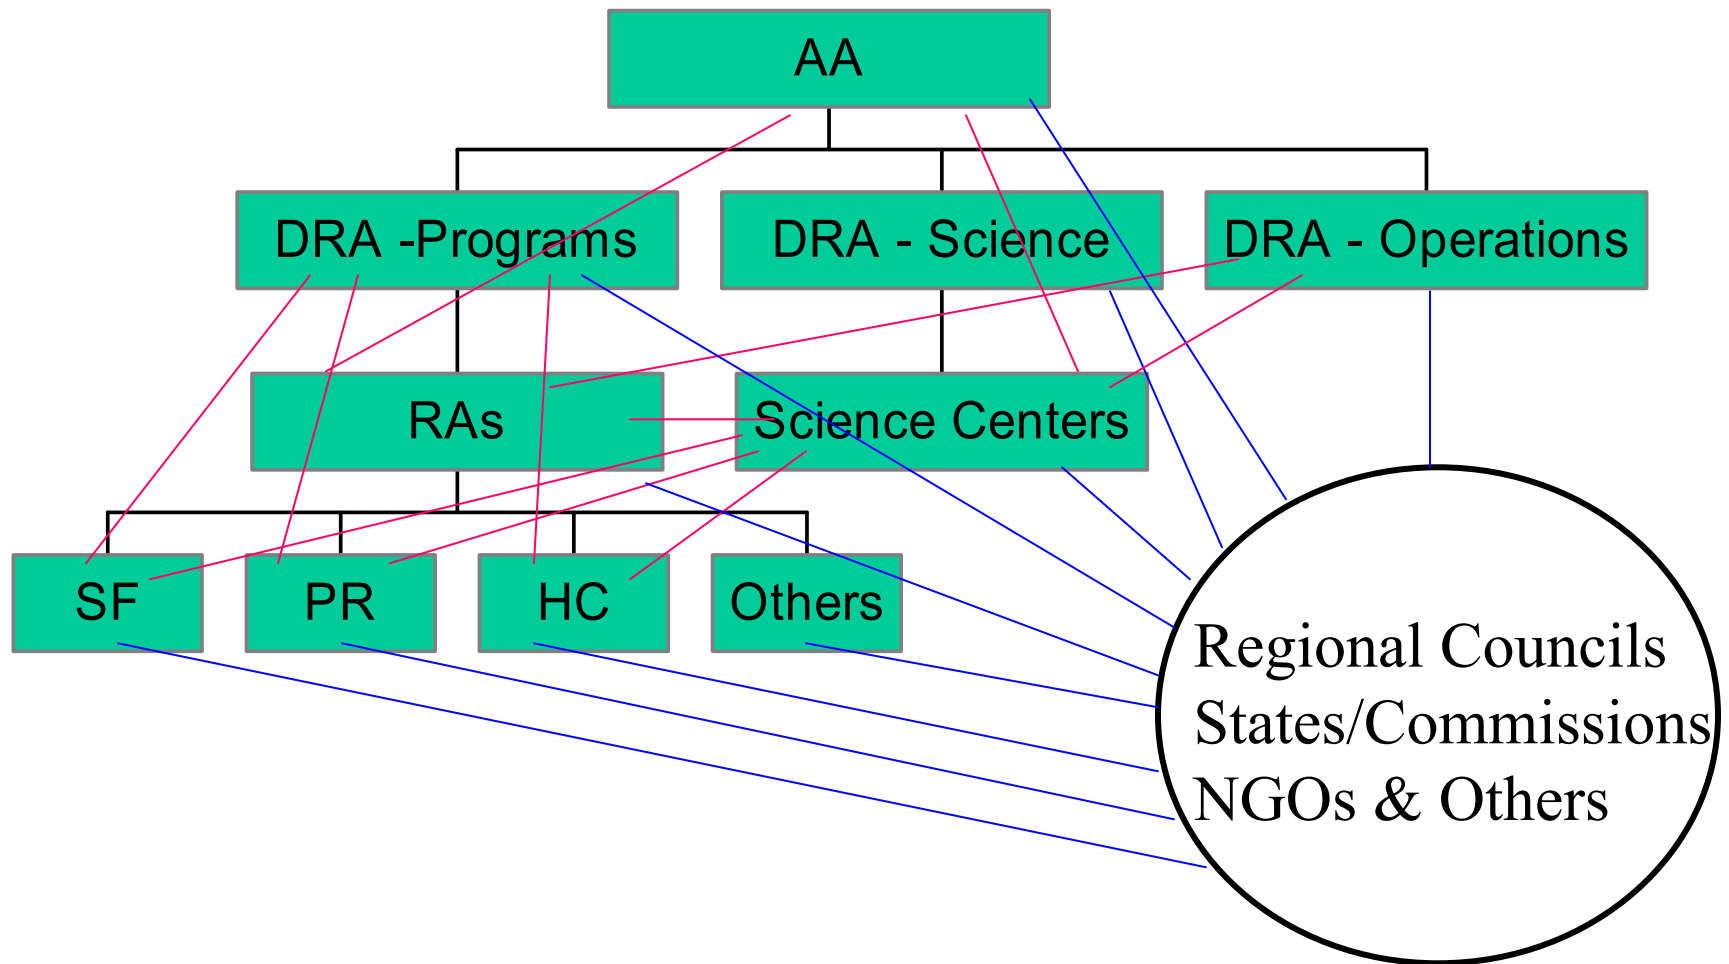 AA
DRA -Programs
DRA - Science
DRA - Operations
RAs
Science Centers
SF
PR
HC
Others
Regional Councils
States/Commissions
NGOs & Others